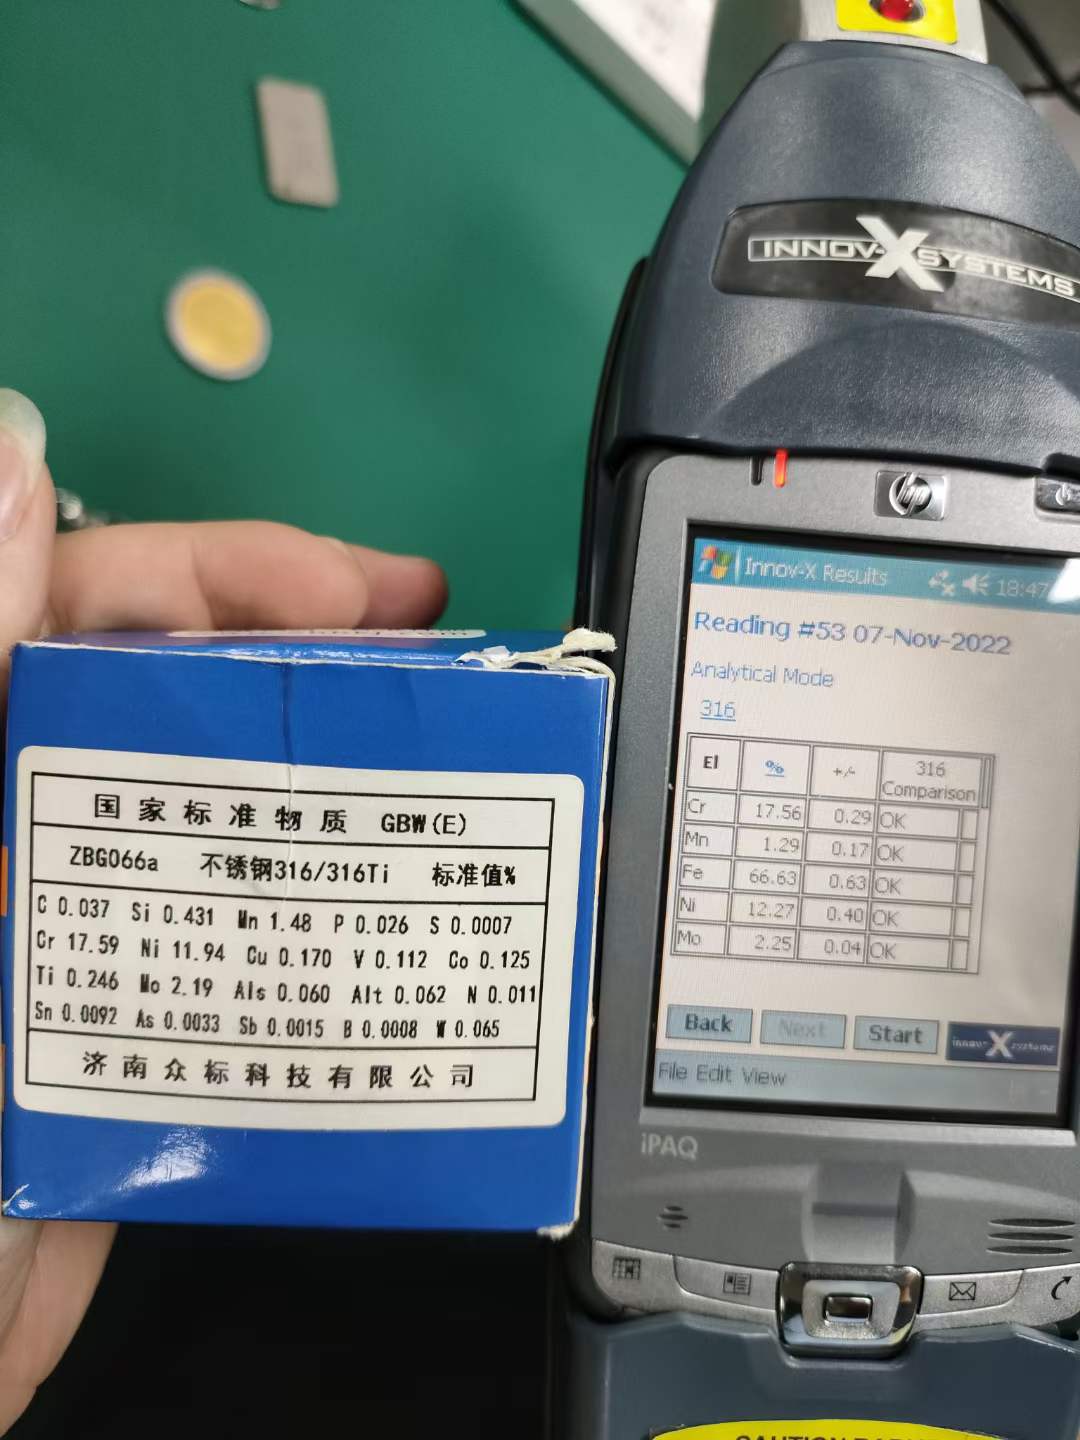 INNOV-X SYSTEMS
hp
Innov-X Results 18:47
Reading #53 07-Nov-2022
Analytical Mode
316
El % +/- 316 Comparison
Cr 17.56 0.29 OK
Mn 1.29 0.17 OK
Fe 66.63 0.63 OK
Ni 12.27 0.40 OK
Mo 2.25 0.04 OK
Back Next Start innov-X systems
File Edit View
iPAQ
国家标准物质 GBW(E)
ZBG066a 不锈钢316/316Ti 标准值%
C 0.037 Si 0.431 Mn 1.48 P 0.026 S 0.0007
Cr 17.59 Ni 11.94 Cu 0.170 V 0.112 Co 0.125
Ti 0.246 Mo 2.19 Als 0.060 Alt 0.062 N 0.011
Sn 0.0092 As 0.0033 Sb 0.0015 B 0.0008 W 0.065
济南众标科技有限公司